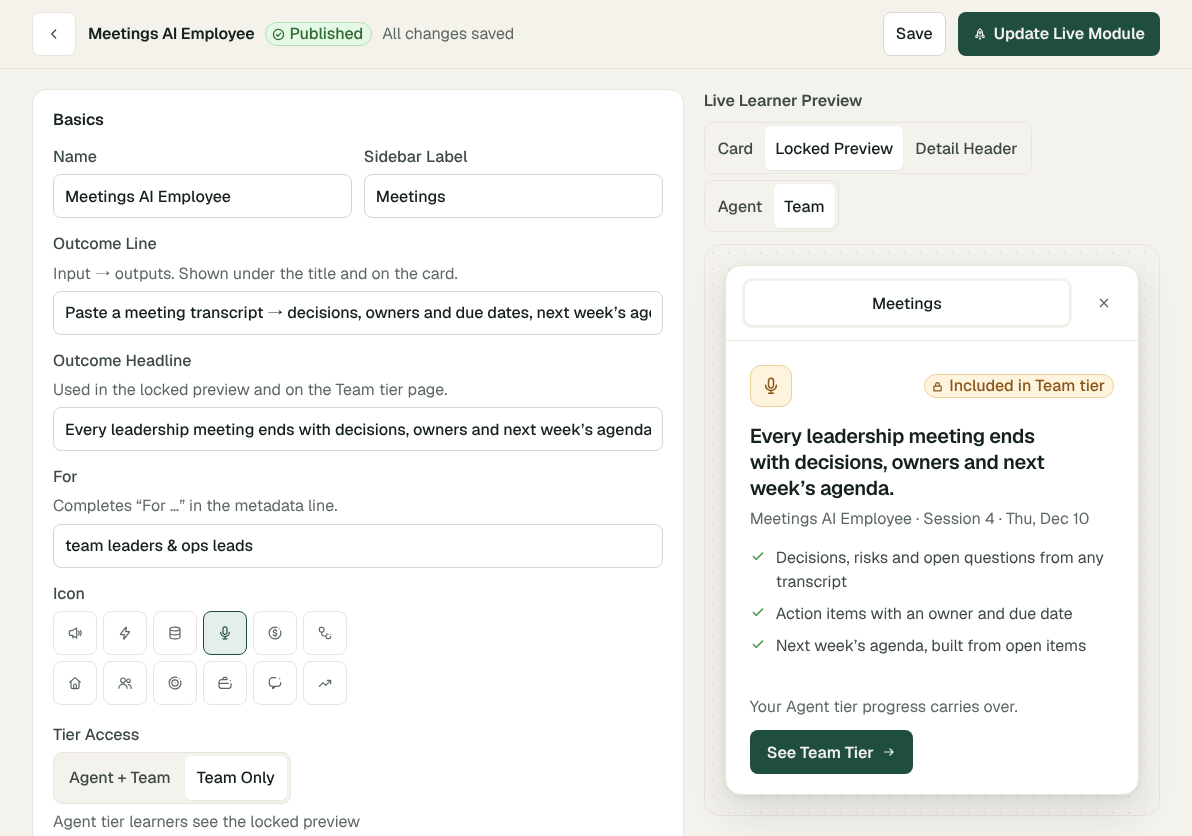 Meetings AI Employee
Published
All changes saved
Save
Update Live Module
Basics
Name
Sidebar Label
Meetings AI Employee
Meetings
Outcome Line
Input → outputs. Shown under the title and on the card.
Paste a meeting transcript → decisions, owners and due dates, next week’s
Outcome Headline
Used in the locked preview and on the Team tier page.
Every leadership meeting ends with decisions, owners and next week’s agenda
For
Completes “For …” in the metadata line.
team leaders & ops leads
Icon
Tier Access
Agent + Team
Team Only
Agent tier learners see the locked preview
Live Learner Preview
Card
Locked Preview
Detail Header
Agent
Team
Meetings
Included in Team tier
Every leadership meeting ends
with decisions, owners and next
week’s agenda.
Meetings AI Employee · Session 4 · Thu, Dec 10
Decisions, risks and open questions from any
transcript
Action items with an owner and due date
Next week’s agenda, built from open items
Your Agent tier progress carries over.
See Team Tier →